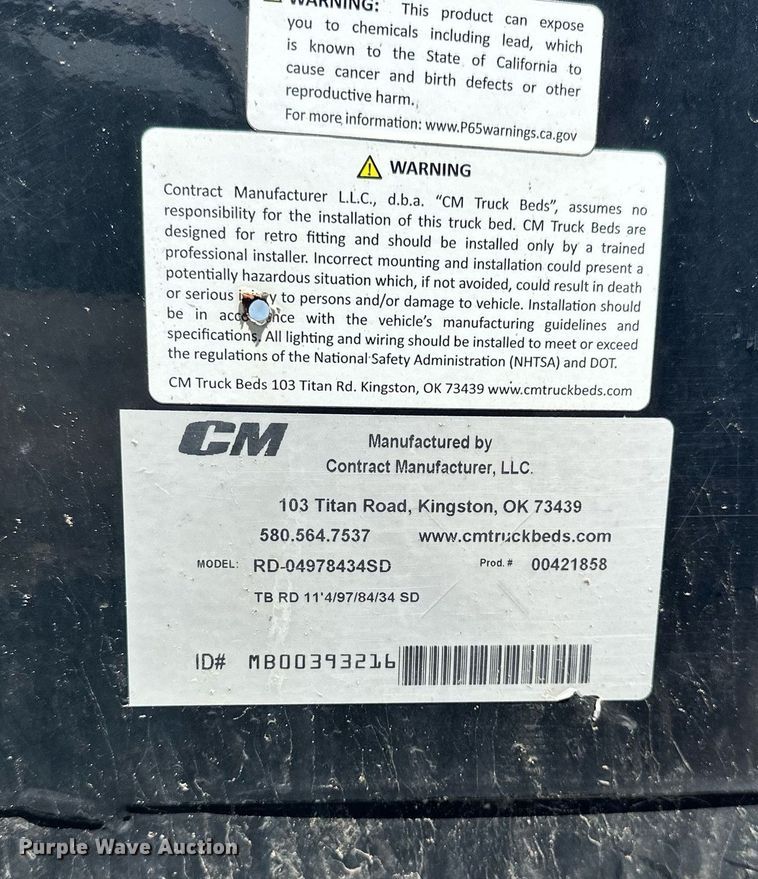 WARNING: This product can expose
you to chemicals including lead, which
is known to the State of California to
cause cancer and birth defects or other
reproductive harm.
For more information: www.P65warnings.ca.gov
WARNING
Contract Manufacturer L.L.C., d.b.a. “CM Truck Beds”, assumes no
responsibility for the installation of this truck bed. CM Truck Beds are
designed for retro fitting and should be installed only by a trained
professional installer. Incorrect mounting and installation could present a
potentially hazardous situation which, if not avoided, could result in death
or serious to persons and/or damage to vehicle. Installation should
be in with the vehicle’s manufacturing guidelines and
specifications. All lighting and wiring should be installed to meet or exceed
the regulations of the National Safety Administration (NHTSA) and DOT.
CM Truck Beds 103 Titan Rd. Kingston, OK 73439 www.cmtruckbeds.com
CM
Manufactured by
Contract Manufacturer, LLC.
103 Titan Road, Kingston, OK 73439
580.564.7537 www.cmtruckbeds.com
MODEL: RD-04978434SD Prod. # 00421858
TB RD 11'4/97/84/34 SD
ID# MB00393216
Purple Wave Auction